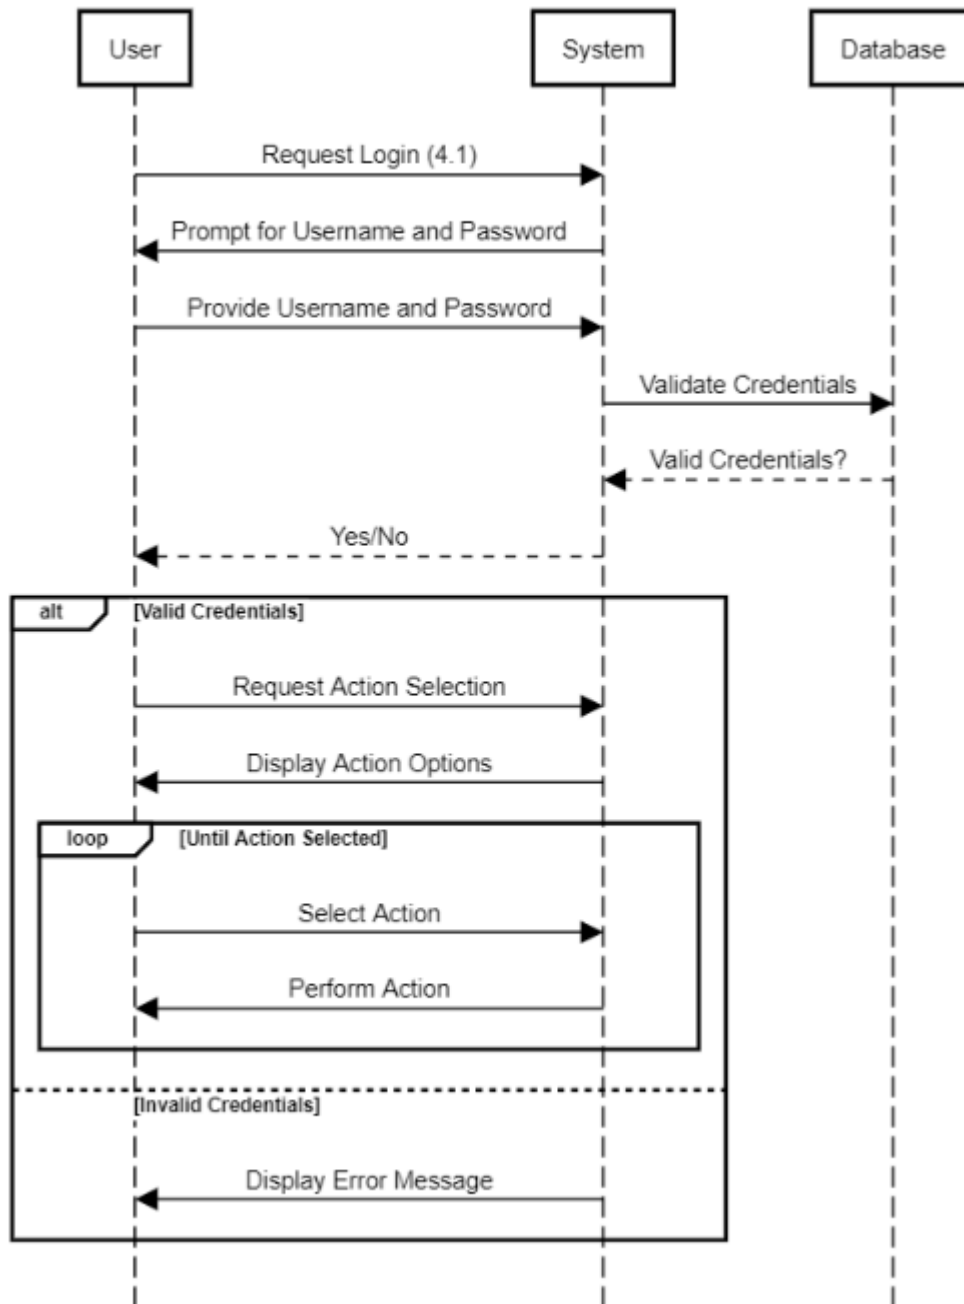 User
System
Database
Request Login (4.1)
Prompt for Username and Password
Provide Username and Password
Validate Credentials
Valid Credentials?
Yes/No
alt
[Valid Credentials]
Request Action Selection
Display Action Options
loop
[Until Action Selected]
Select Action
Perform Action
[Invalid Credentials]
Display Error Message